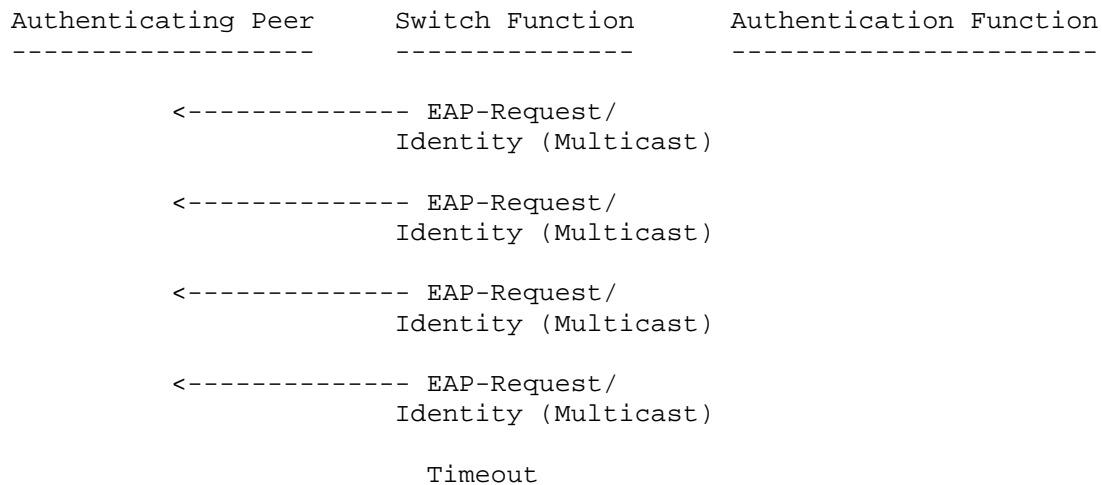 Authenticating Peer     Switch Function      Authentication Function
-------------------     ---------------      -----------------------
<-------------- EAP-Request/
Identity (Multicast)
<-------------- EAP-Request/
Identity (Multicast)
<-------------- EAP-Request/
Identity (Multicast)
<-------------- EAP-Request/
Identity (Multicast)
Timeout